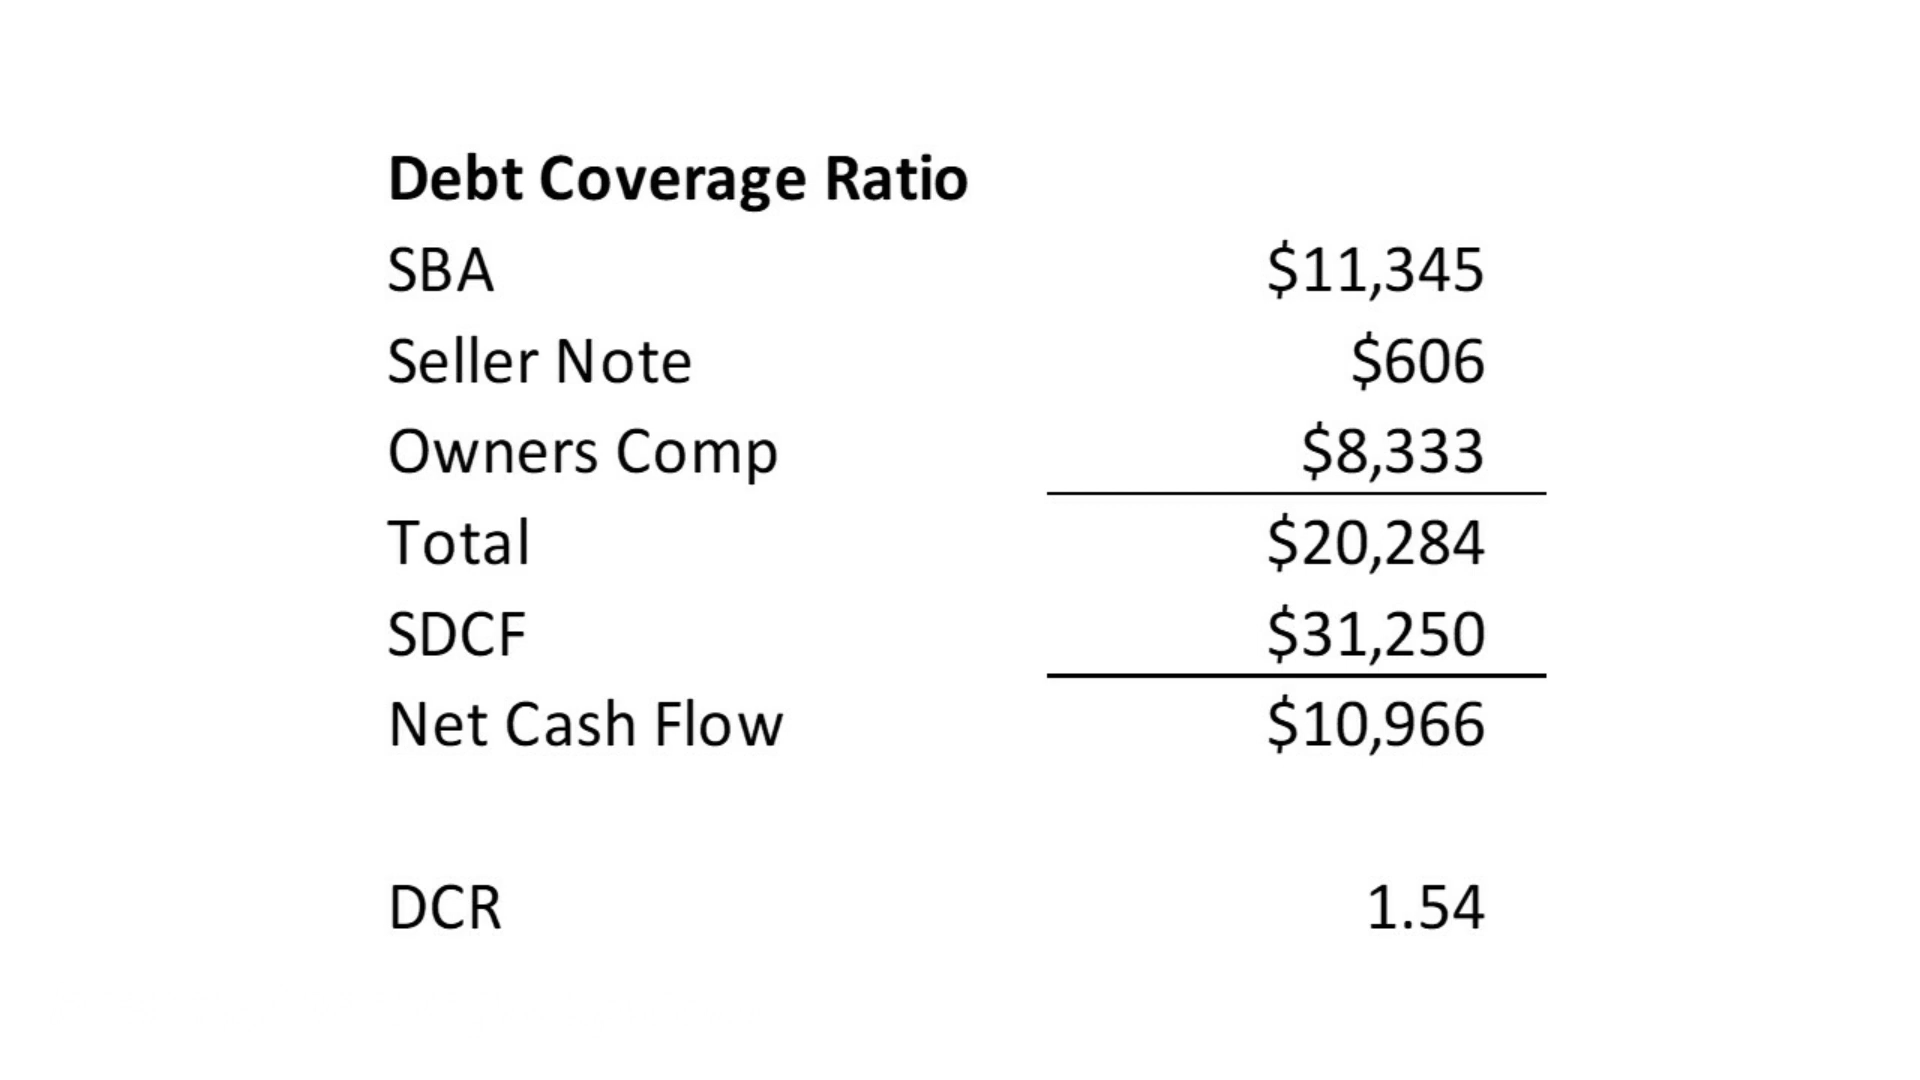 Debt Coverage Ratio
SBA $11,345
Seller Note $606
Owners Comp $8,333
Total $20,284
SDCF $31,250
Net Cash Flow $10,966
DCR 1.54